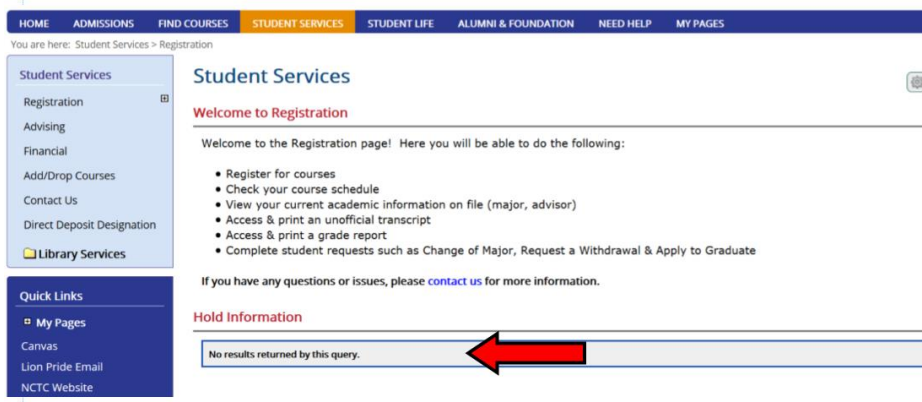 HOME ADMISSIONS FIND COURSES STUDENT SERVICES STUDENT LIFE ALUMNI & FOUNDATION NEED HELP MY PAGES
You are here: Student Services > Registration
Student Services
Registration
Advising
Financial
Add/Drop Courses
Contact Us
Direct Deposit Designation
Library Services
Quick Links
My Pages
Canvas
Lion Pride Email
NCTC Website
Student Services
Welcome to Registration
Welcome to the Registration page! Here you will be able to do the following:
• Register for courses
• Check your course schedule
• View your current academic information on file (major, advisor)
• Access & print an unofficial transcript
• Access & print a grade report
• Complete student requests such as Change of Major, Request a Withdrawal & Apply to Graduate
If you have any questions or issues, please contact us for more information.
Hold Information
No results returned by this query.